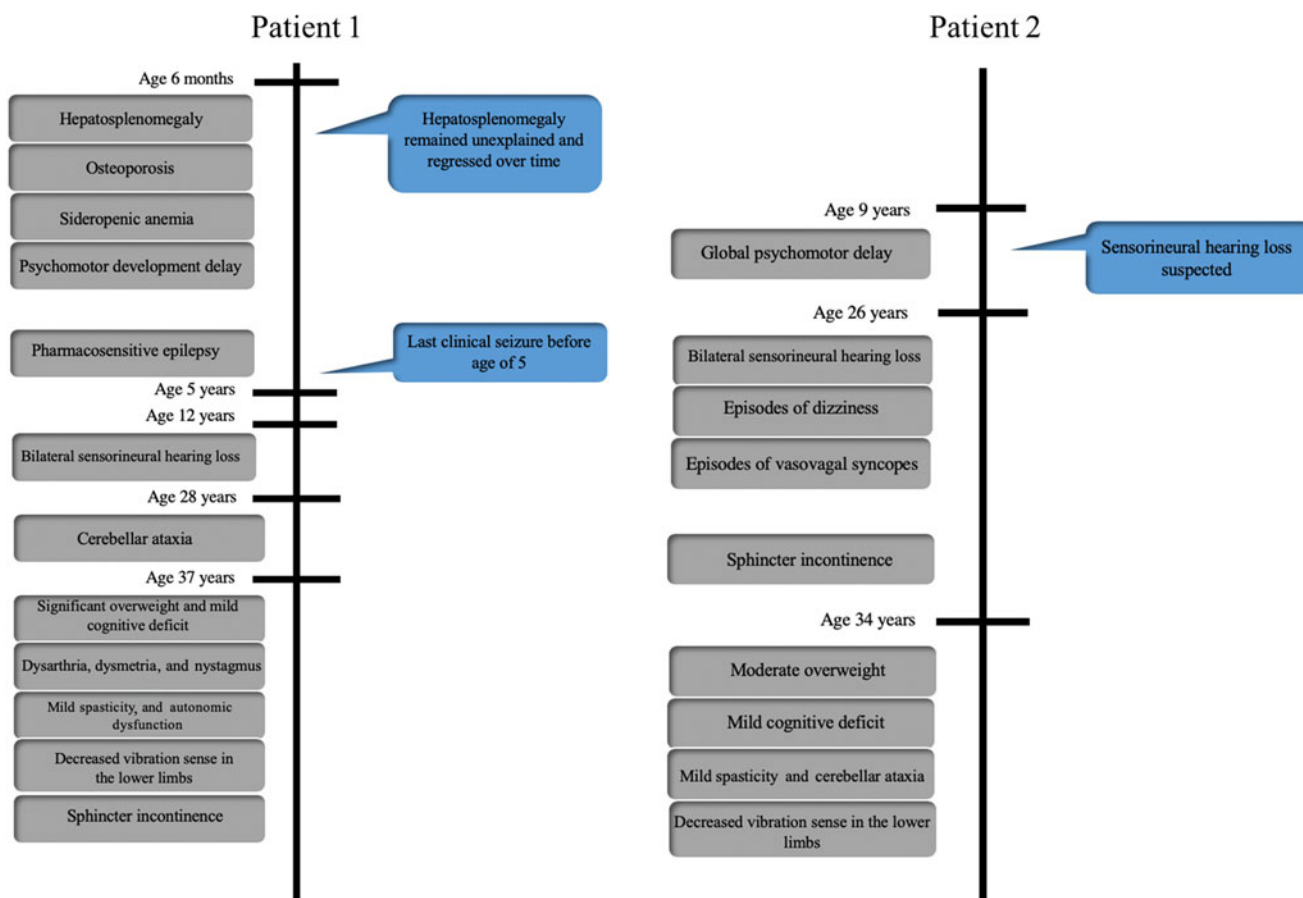 Patient 1
Age 6 months
Hepatosplenomegaly
Hepatosplenomegaly
remained unexplained and
regressed over time
Osteoporosis
Sideropenic anemia
Psychomotor development delay
Pharmacosensitive epilepsy
Last clinical seizure before
age of 5
Age 5 years
Age 12 years
Bilateral sensorineural hearing loss
Age 28 years
Cerebellar ataxia
Age 37 years
Significant overweight and mild
cognitive deficit
Dysarthria, dysmetria, and nystagmus
Mild spasticity, and autonomic
dysfunction
Decreased vibration sense in
the lower limbs
Sphincter incontinence
Patient 2
Age 9 years
Global psychomotor delay
Sensorineural hearing loss
suspected
Age 26 years
Bilateral sensorineural hearing loss
Episodes of dizziness
Episodes of vasovagal syncopes
Sphincter incontinence
Age 34 years
Moderate overweight
Mild cognitive deficit
Mild spasticity and cerebellar ataxia
Decreased vibration sense in the lower
limbs